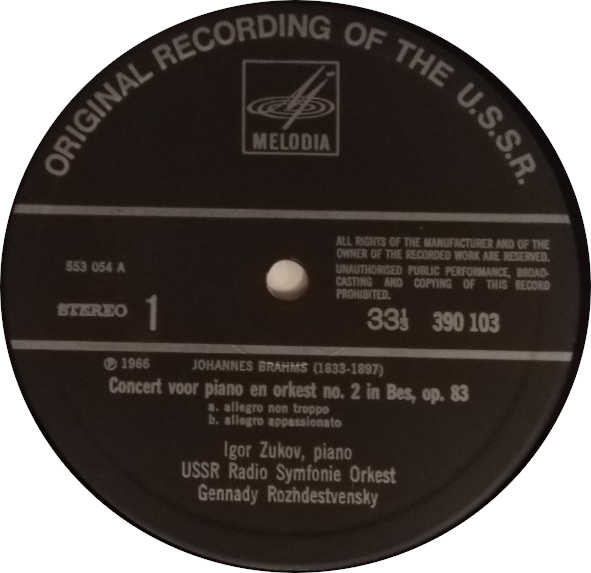 ORIGINAL RECORDING OF THE U.S.S.R.
MELODIA
ALL RIGHTS OF THE MANUFACTURER AND OF THE
OWNER OF THE RECORDED WORK ARE RESERVED.
UNAUTHORISED PUBLIC PERFORMANCE, BROAD-
CASTING AND COPYING OF THIS RECORD
PROHIBITED.
553 054 A
STEREO 1
33⅓ 390 103
℗ 1966 JOHANNES BRAHMS (1833-1897)
Concert voor piano en orkest no. 2 in Bes, op. 83
a. allegro non troppo
b. allegro appassionato
Igor Zukov, piano
USSR Radio Symfonie Orkest
Gennady Rozhdestvensky